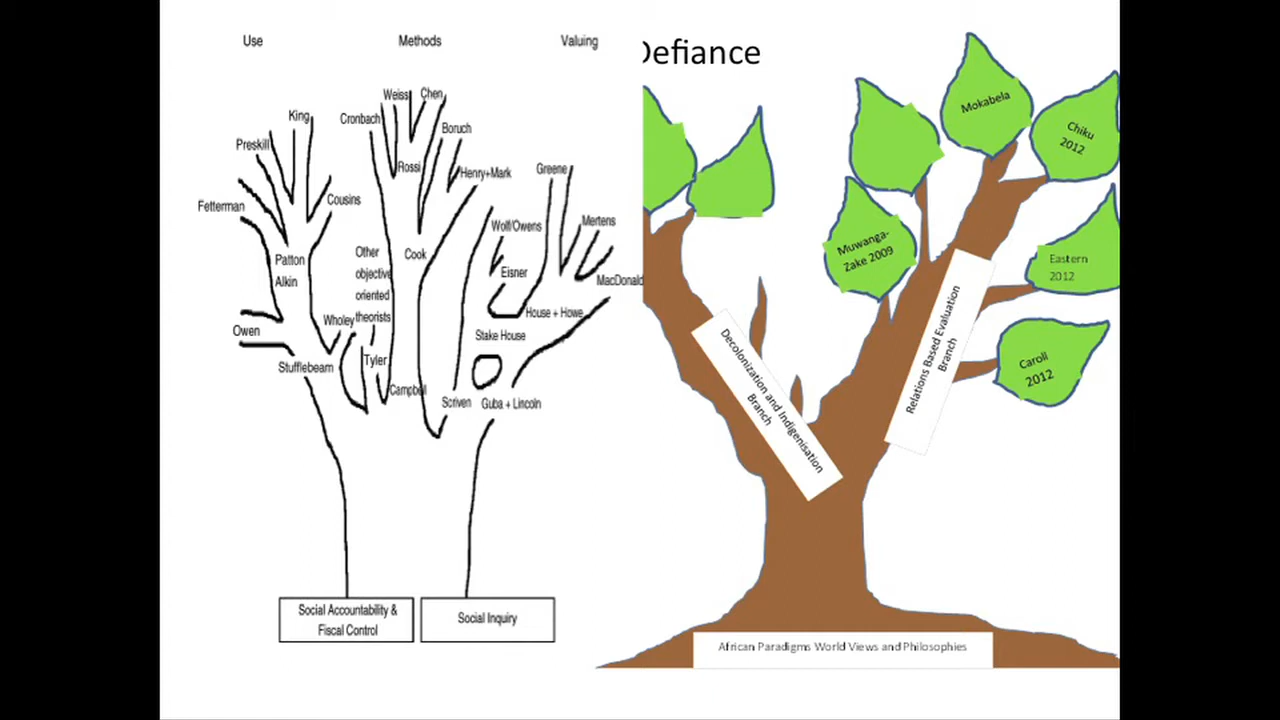 Use
Methods
Valuing
Defiance
Weiss
Chen
King
Cronbach
Boruch
Preskill
Rossi
Henry+Mark
Greene
Fetterman
Cousins
Wolf/Owens
Mertens
Patton
Alkin
Other
objective
oriented
theorists
Cook
Eisner
MacDonald
House + Howe
Owen
Wholey
Stake House
Stufflebeam
Tyler
Campbell
Scriven
Guba + Lincoln
Social Accountability &
Fiscal Control
Social Inquiry
Mokabela
Chiku
2012
Muwanga-
Zake 2009
Eastern
2012
Caroll
2012
Decolonization and Indigenisation
Branch
Relations Based Evaluation
Branch
African Paradigms World Views and Philosophies